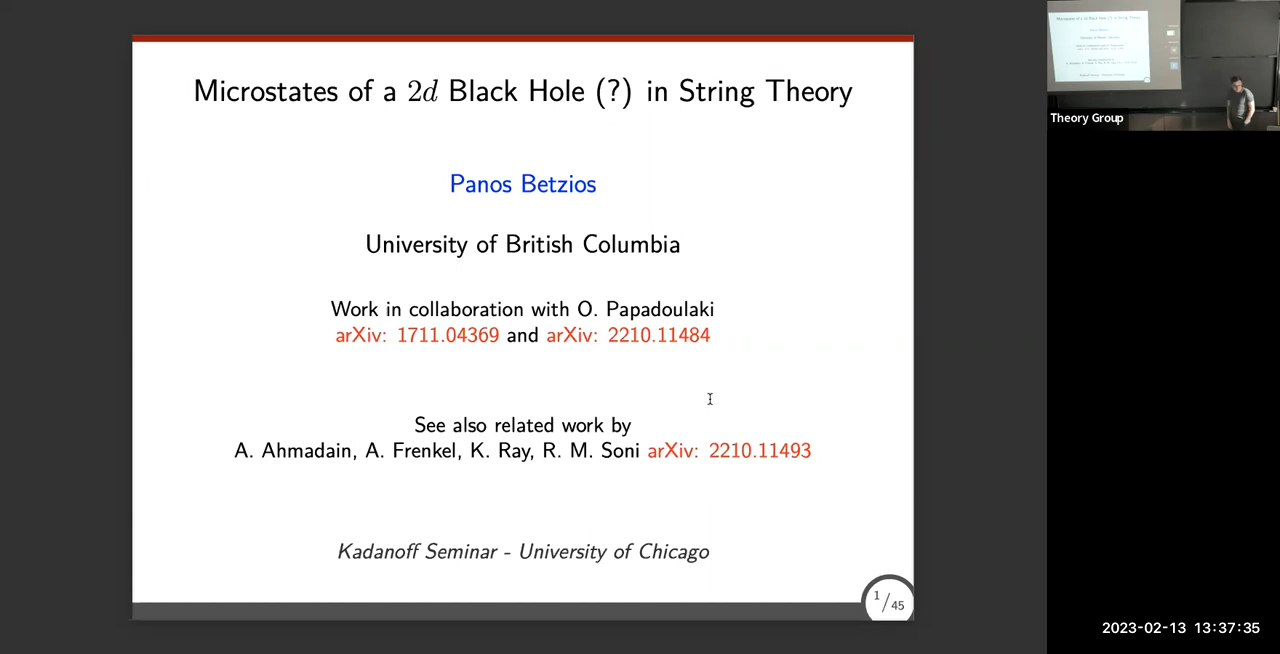 Microstates of a 2d Black Hole (?) in String Theory
Panos Betzios
University of British Columbia
Work in collaboration with O. Papadoulaki
arXiv: 1711.04369 and arXiv: 2210.11484
See also related work by
A. Ahmadain, A. Frenkel, K. Ray, R. M. Soni arXiv: 2210.11493
Kadanoff Seminar - University of Chicago
1/45
Theory Group
2023-02-13 13:37:35